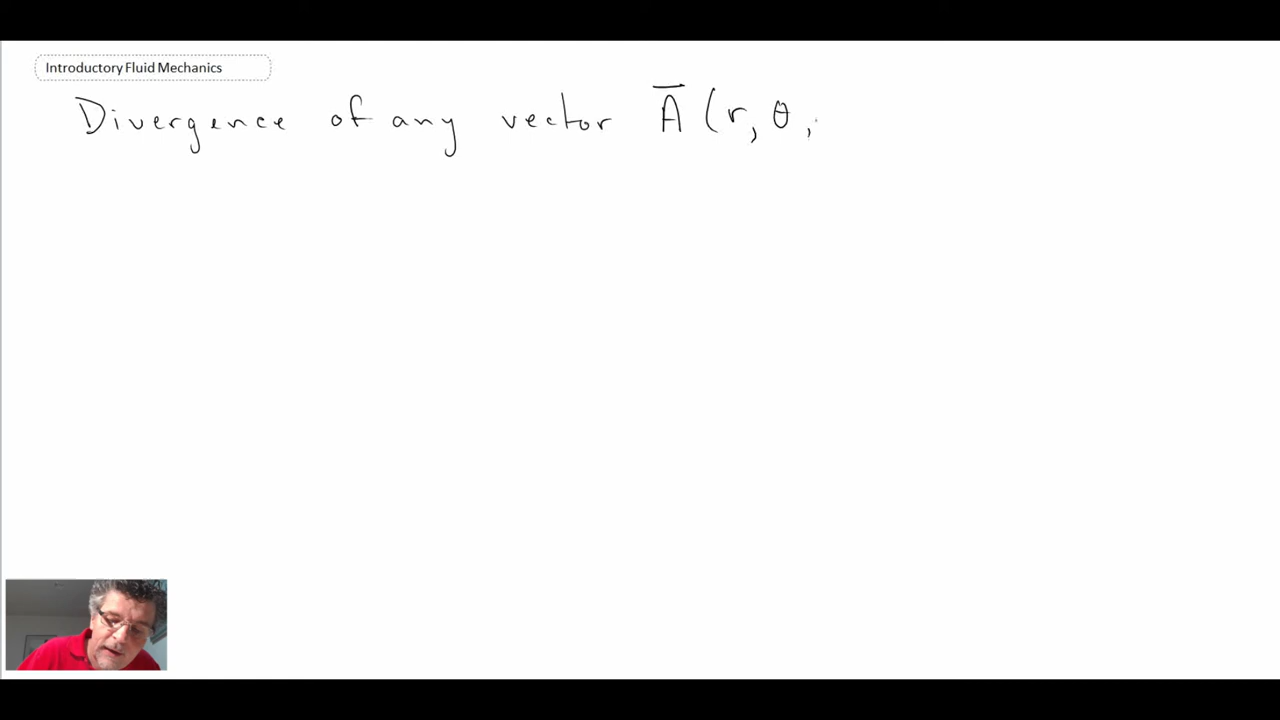 Introductory Fluid Mechanics
Divergence of any vector A̅ (r, θ,